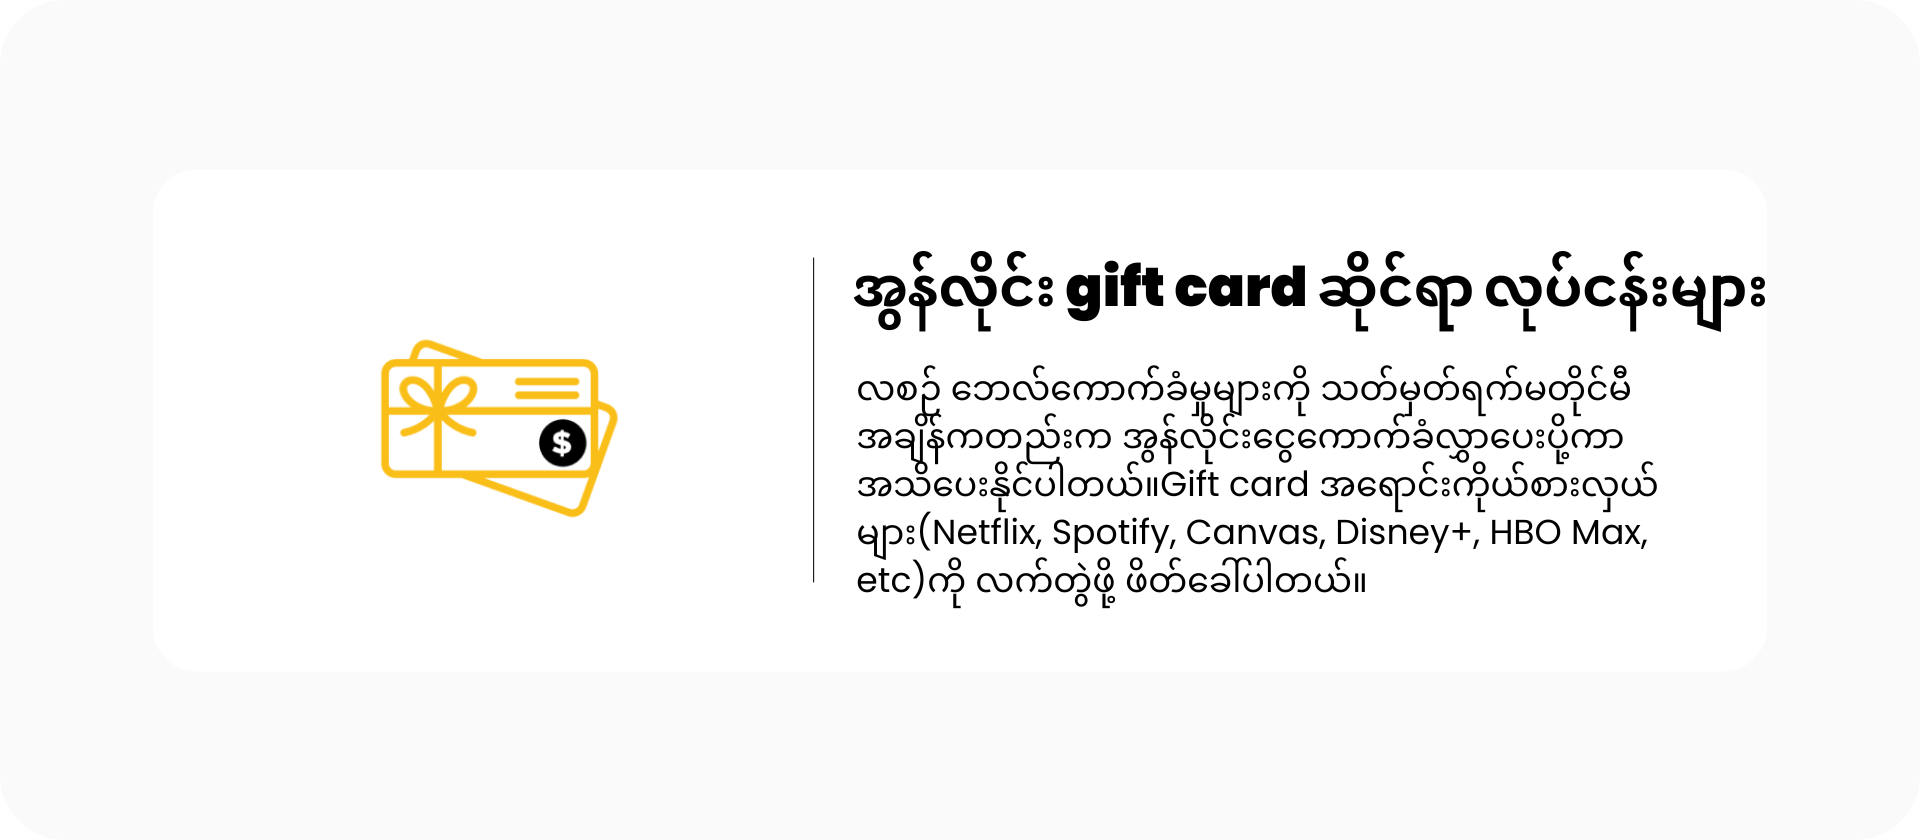 အွန်လိုင်း gift card ဆိုင်ရာ လုပ်ငန်းများ
လစဉ် ဘေလ်ကောက်ခံမှုများကို သတ်မှတ်ရက်မတိုင်မီ
အချိန်ကတည်းက အွန်လိုင်းငွေကောက်ခံလွှာပေးပို့ကာ
အသိပေးနိုင်ပါတယ်။Gift card အရောင်းကိုယ်စားလှယ်
များ(Netflix, Spotify, Canvas, Disney+, HBO Max,
etc)ကို လက်တွဲဖို့ ဖိတ်ခေါ်ပါတယ်။
$